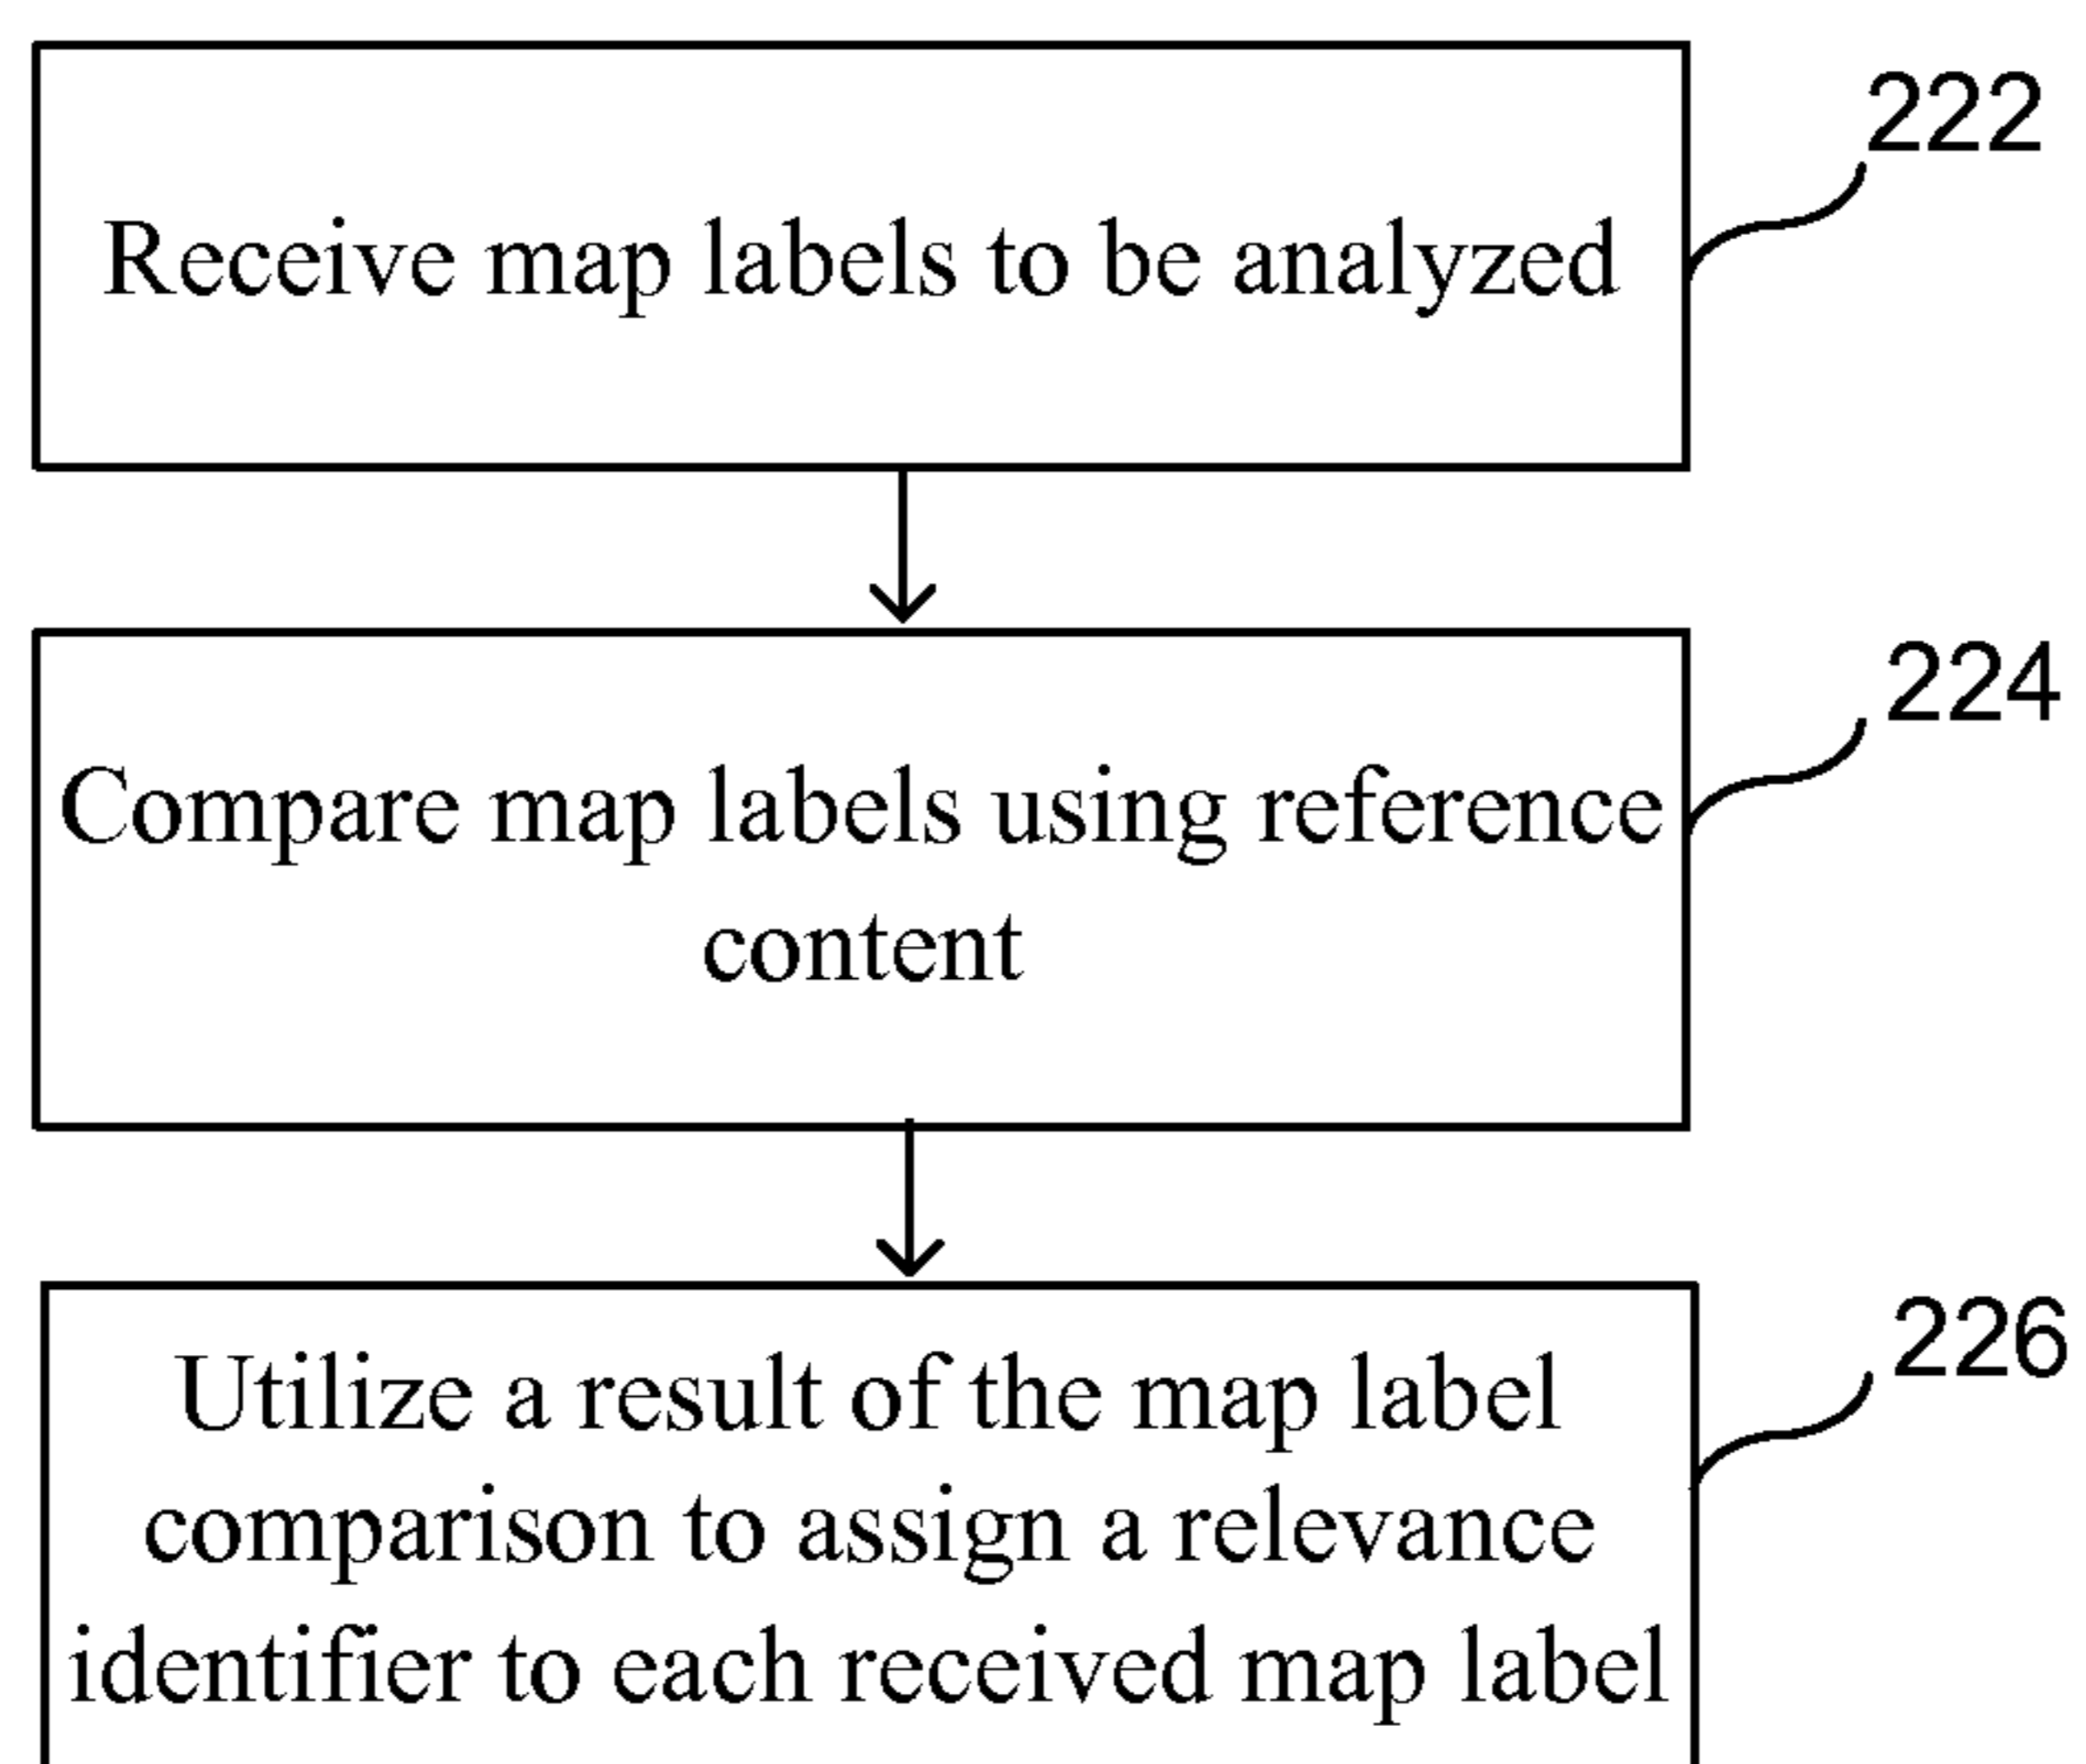 222
Receive map labels to be analyzed
224
Compare map labels using reference
content
226
Utilize a result of the map label
comparison to assign a relevance
identifier to each received map label